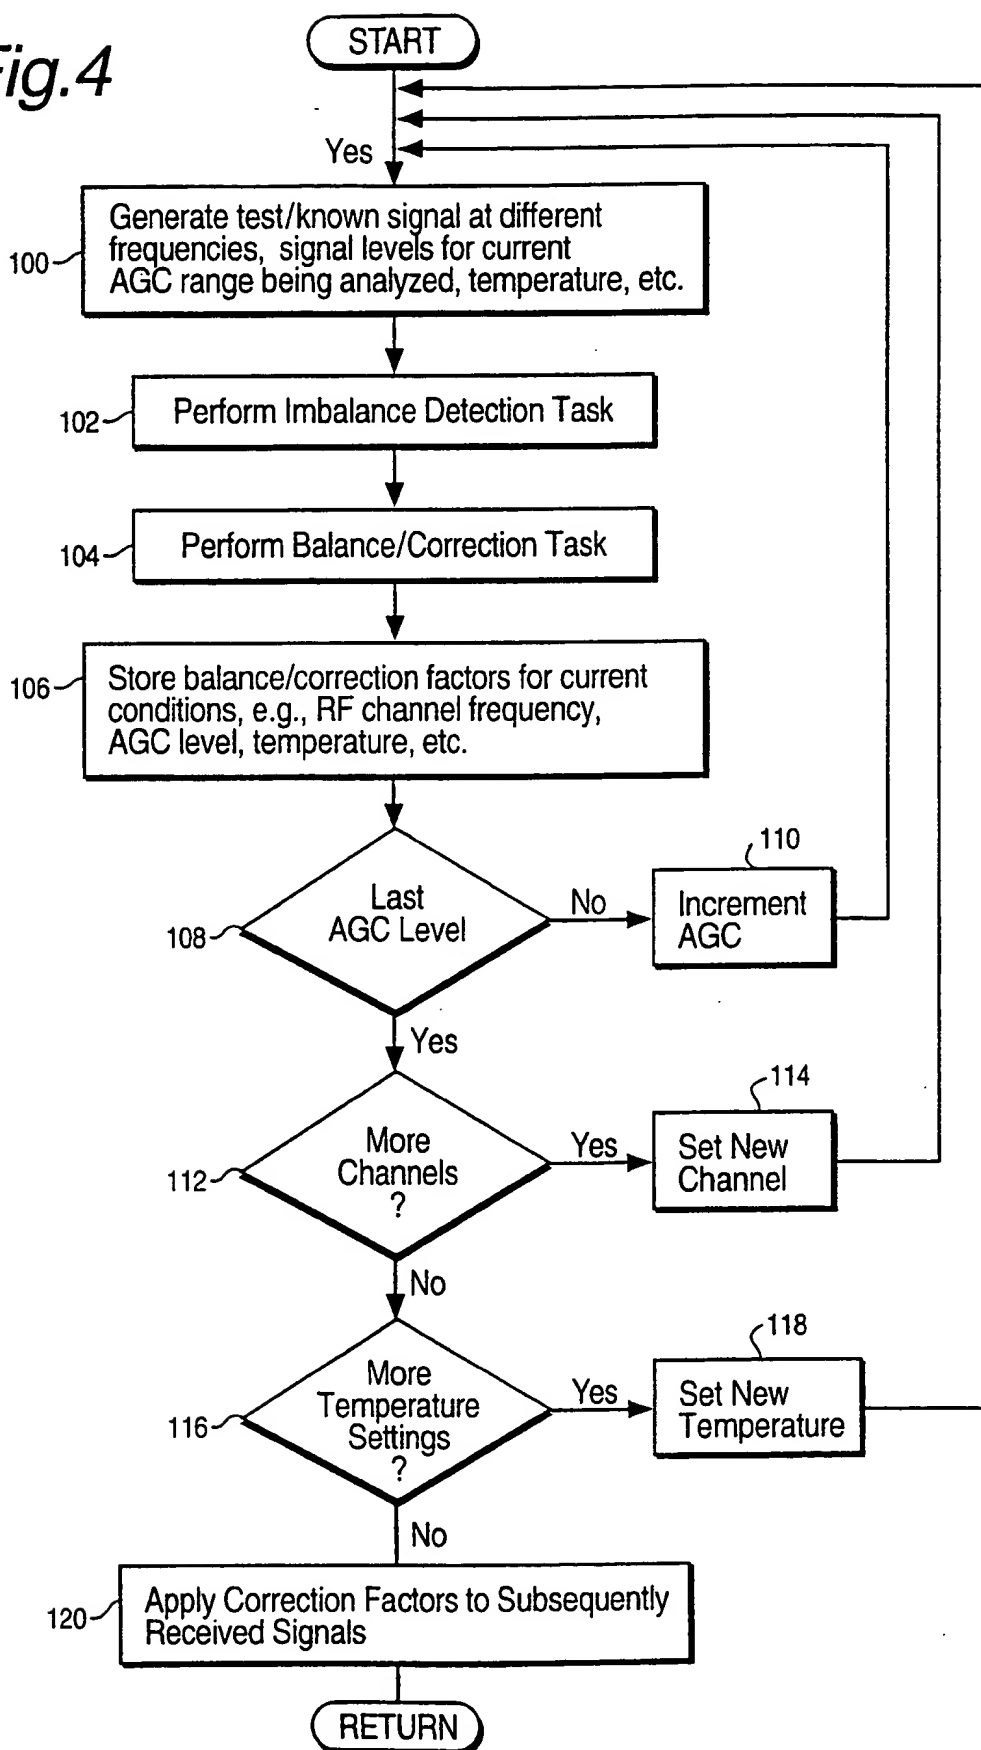 Fig.4
START
Yes
Generate test/known signal at different
frequencies, signal levels for current
AGC range being analyzed, temperature, etc.
100
Perform Imbalance Detection Task
102
Perform Balance/Correction Task
104
Store balance/correction factors for current
conditions, e.g., RF channel frequency,
AGC level, temperature, etc.
106
Last
AGC Level
108
No
110
Increment
AGC
Yes
More
Channels
?
112
Yes
114
Set New
Channel
No
More
Temperature
Settings
?
116
Yes
118
Set New
Temperature
No
Apply Correction Factors to Subsequently
Received Signals
120
RETURN